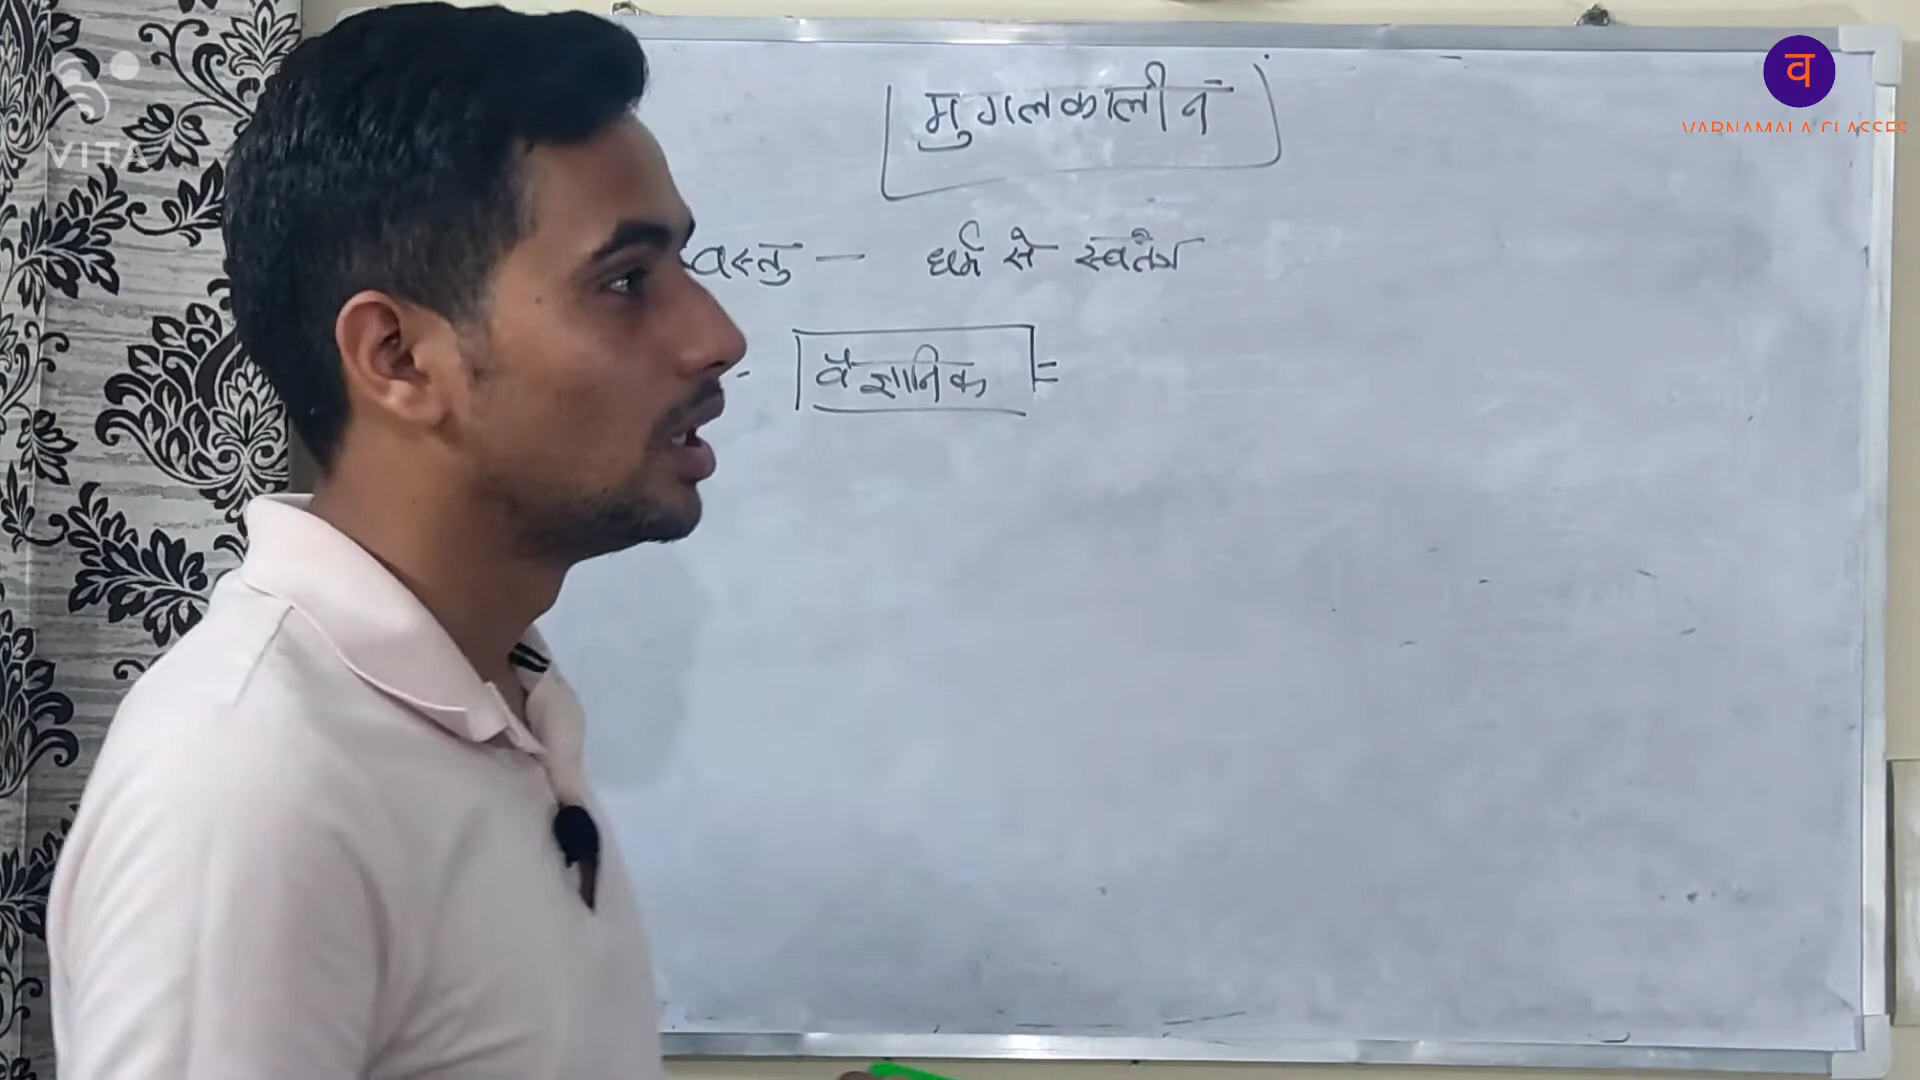 व
VARNAMALA CLASSES
VITA
मुगलकालीन
वस्तु — धर्म से स्वतंत्र
- वैज्ञानिक =